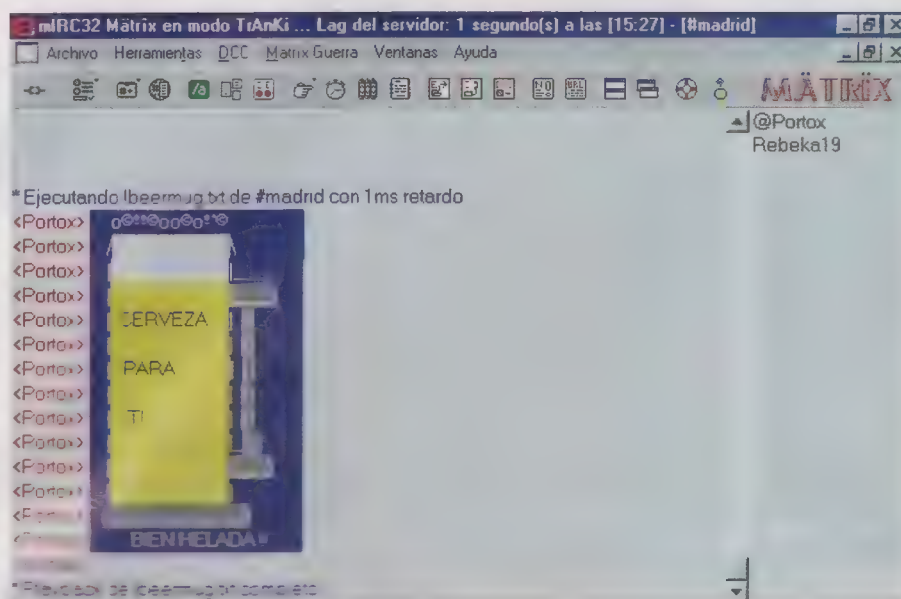 mIRC32 Mätrix en modo TrAnKi ... Lag del servidor: 1 segundo(s) a las [15:27] - [#madrid]
Archivo Herramientas DCC Matrix Guerra Ventanas Ayuda
MÄTRÏX
@Portox
Rebeka19
* Ejecutando !beermug.txt de #madrid con 1ms retardo
<Portox>
<Portox>
<Portox>
<Portox>
<Portox> CERVEZA
<Portox>
<Portox> PARA
<Portox>
<Portox> TI
<Portox>
<Portox>
<Portox>
BIEN HELADA